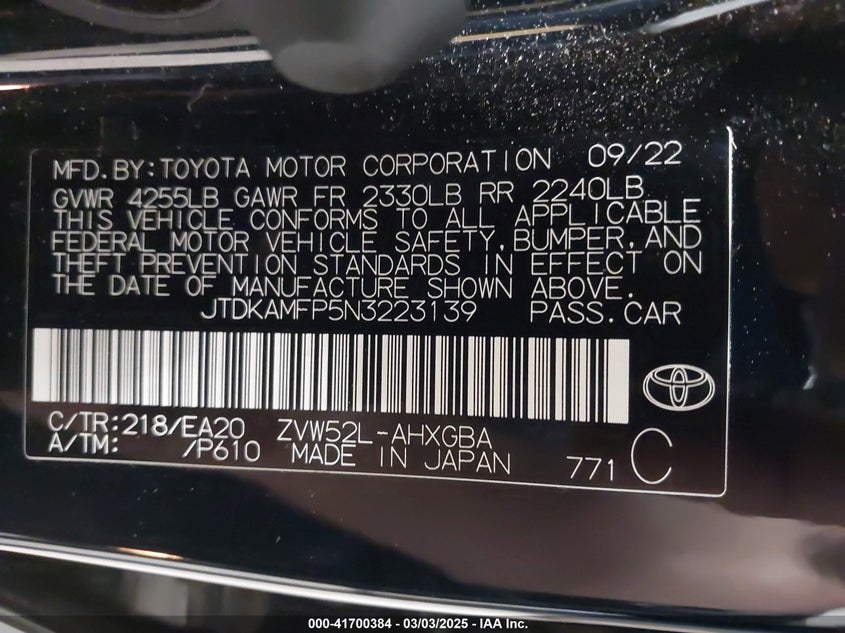 MFD.BY:TOYOTA MOTOR CORPORATION 09/22
GVWR 4255LB GAWR FR 2330LB RR 2240LB
THIS VEHICLE CONFORMS TO ALL APPLICABLE
FEDERAL MOTOR VEHICLE SAFETY,BUMPER,AND
THEFT PREVENTION STANDARDS IN EFFECT ON
THE DATE OF MANUFACTURE SHOWN ABOVE.
JTDKAMFP5N3223139 PASS.CAR
C/TR:218/EA20 ZVW52L-AHXGBA
A/TM: /P610 MADE IN JAPAN 771 C
000-41700384 - 03/03/2025 - IAA Inc.